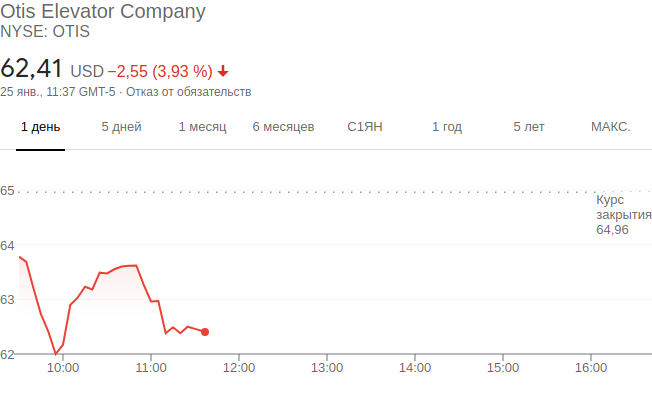 Otis Elevator Company
NYSE: OTIS
62,41 USD −2,55 (3,93 %)
25 янв., 11:37 GMT-5 · Отказ от обязательств
1 день 5 дней 1 месяц 6 месяцев С1ЯН 1 год 5 лет МАКС.
65
Курс
закрытия
64,96
64
63
62
10:00 11:00 12:00 13:00 14:00 15:00 16:00